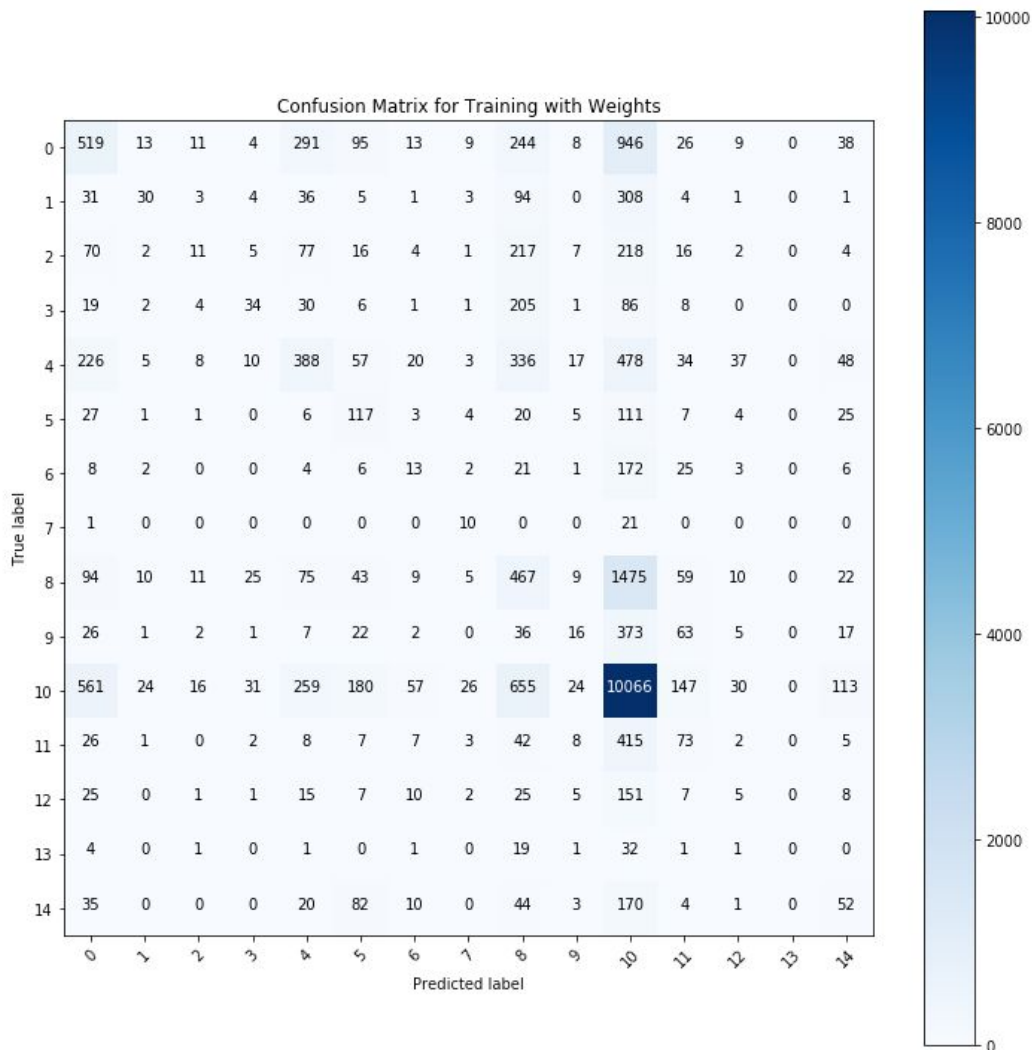 Confusion Matrix for Training with Weights
0 519 13 11 4 291 95 13 9 244 8 946 26 9 0 38
1 31 30 3 4 36 5 1 3 94 0 308 4 1 0 1
2 70 2 11 5 77 16 4 1 217 7 218 16 2 0 4
3 19 2 4 34 30 6 1 1 205 1 86 8 0 0 0
4 226 5 8 10 388 57 20 3 336 17 478 34 37 0 48
5 27 1 1 0 6 117 3 4 20 5 111 7 4 0 25
6 8 2 0 0 4 6 13 2 21 1 172 25 3 0 6
7 1 0 0 0 0 0 0 10 0 0 21 0 0 0 0
8 94 10 11 25 75 43 9 5 467 9 1475 59 10 0 22
9 26 1 2 1 7 22 2 0 36 16 373 63 5 0 17
10 561 24 16 31 259 180 57 26 655 24 10066 147 30 0 113
11 26 1 0 2 8 7 7 3 42 8 415 73 2 0 5
12 25 0 1 1 15 7 10 2 25 5 151 7 5 0 8
13 4 0 1 0 1 0 1 0 19 1 32 1 1 0 0
14 35 0 0 0 20 82 10 0 44 3 170 4 1 0 52
0 1 2 3 4 5 6 7 8 9 10 11 12 13 14
Predicted label
True label
10000
8000
6000
4000
2000
0